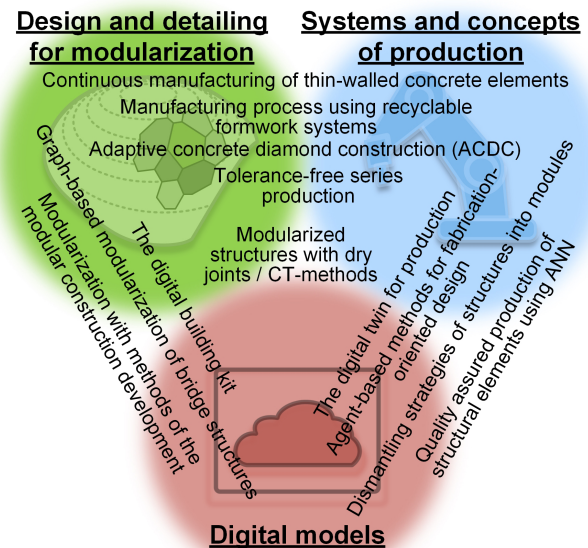 Design and detailing
for modularization
Systems and concepts
of production
Continuous manufacturing of thin-walled concrete elements
Manufacturing process using recyclable
formwork systems
Adaptive concrete diamond construction (ACDC)
Tolerance-free series
production
Modularized
structures with dry
joints / CT-methods
Graph-based modularization of bridge structures
Modularization with methods of the
modular construction development
The digital building kit
The digital twin for production
Agent-based methods for fabrication-
oriented design
Dismantling strategies of structures into modules
Quality assured production of
structural elements using ANN
Digital models